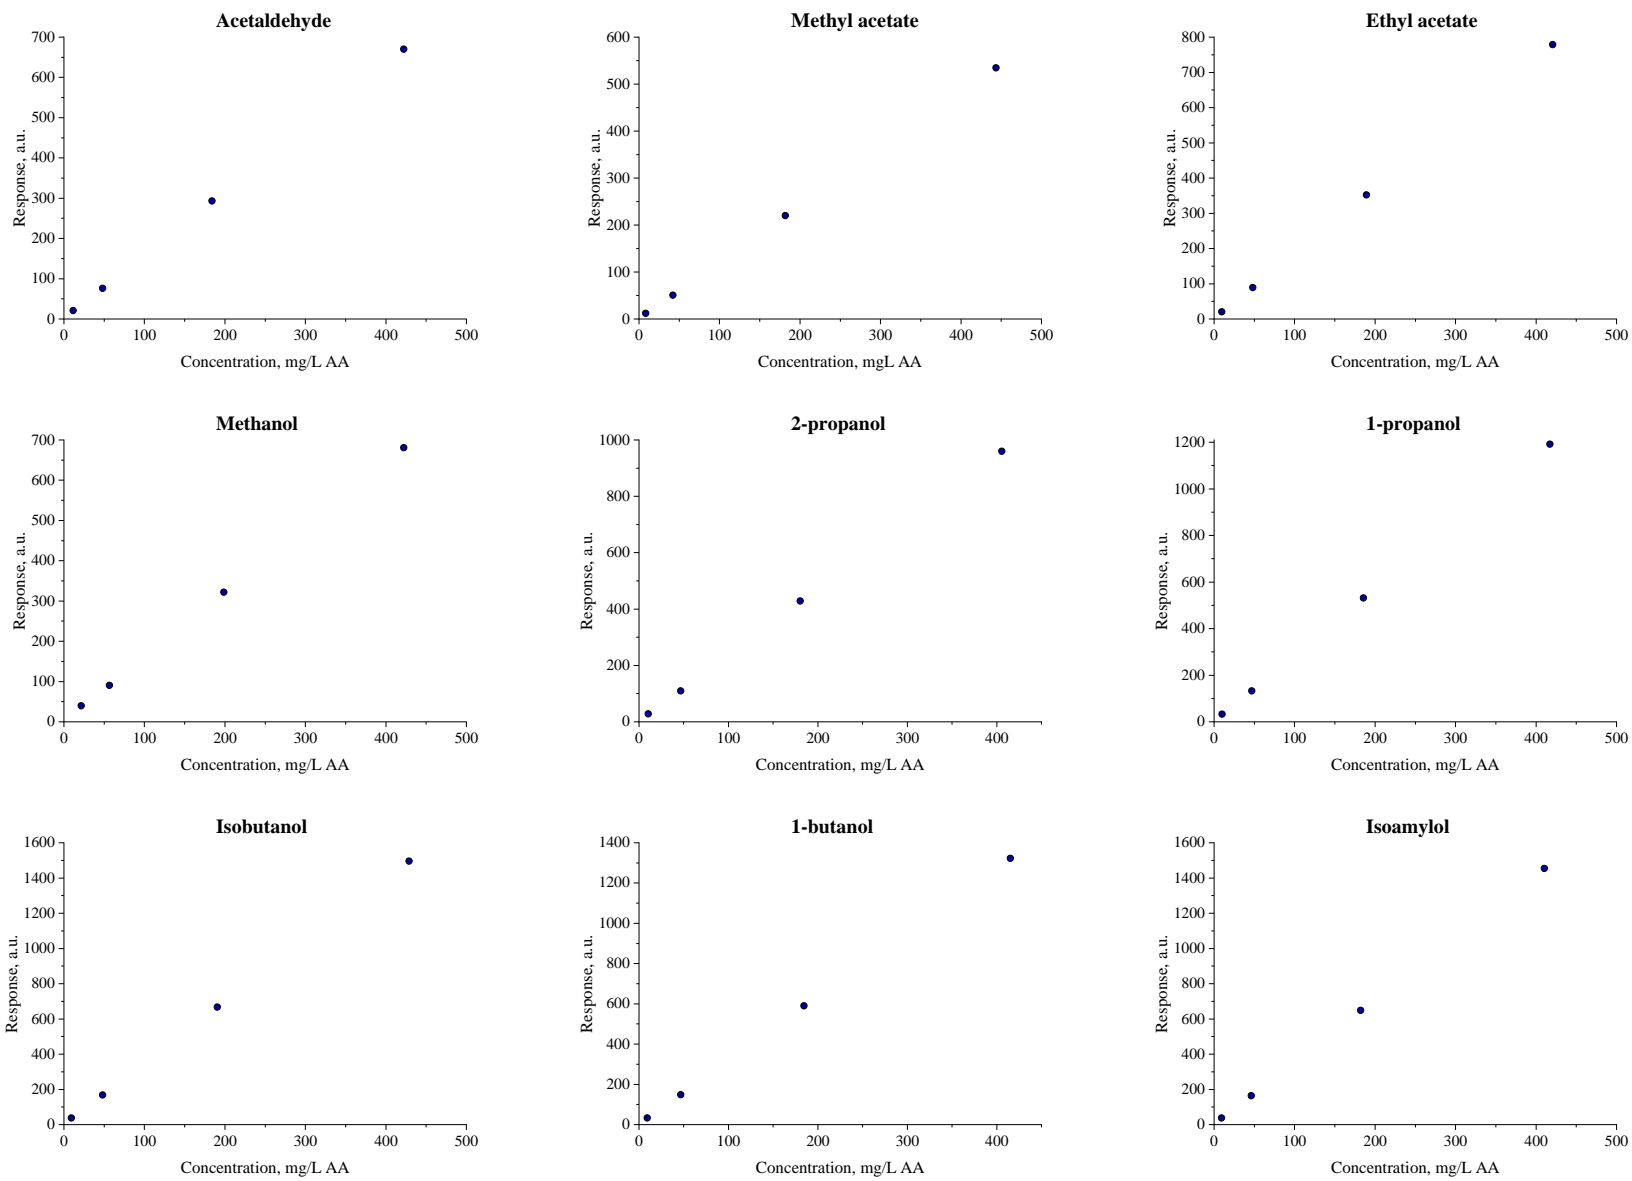 Acetaldehyde
700
600
500
400
300
200
100
0
Response, a.u.
0 100 200 300 400 500
Concentration, mg/L AA
Methyl acetate
600
500
400
300
200
100
0
Response, a.u.
0 100 200 300 400 500
Concentration, mgL AA
Ethyl acetate
800
700
600
500
400
300
200
100
0
Response, a.u.
0 100 200 300 400 500
Concentration, mg/L AA
Methanol
700
600
500
400
300
200
100
0
Response, a.u.
0 100 200 300 400 500
Concentration, mg/L AA
2-propanol
1000
800
600
400
200
0
Response, a.u.
0 100 200 300 400
Concentration, mg/L AA
1-propanol
1200
1000
800
600
400
200
0
Response, a.u.
0 100 200 300 400 500
Concentration, mg/L AA
Isobutanol
1600
1400
1200
1000
800
600
400
200
0
Response, a.u.
0 100 200 300 400 500
Concentration, mg/L AA
1-butanol
1400
1200
1000
800
600
400
200
0
Response, a.u.
0 100 200 300 400
Concentration, mg/L AA
Isoamylol
1600
1400
1200
1000
800
600
400
200
0
Response, a.u.
0 100 200 300 400 500
Concentration, mg/L AA